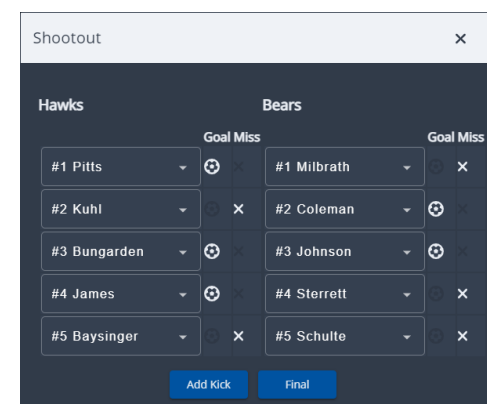 Shootout
Hawks Bears
Goal Miss Goal Miss
#1 Pitts #1 Milbrath
#2 Kuhl #2 Coleman
#3 Bungarden #3 Johnson
#4 James #4 Sterrett
#5 Baysinger #5 Schulte
Add Kick Final